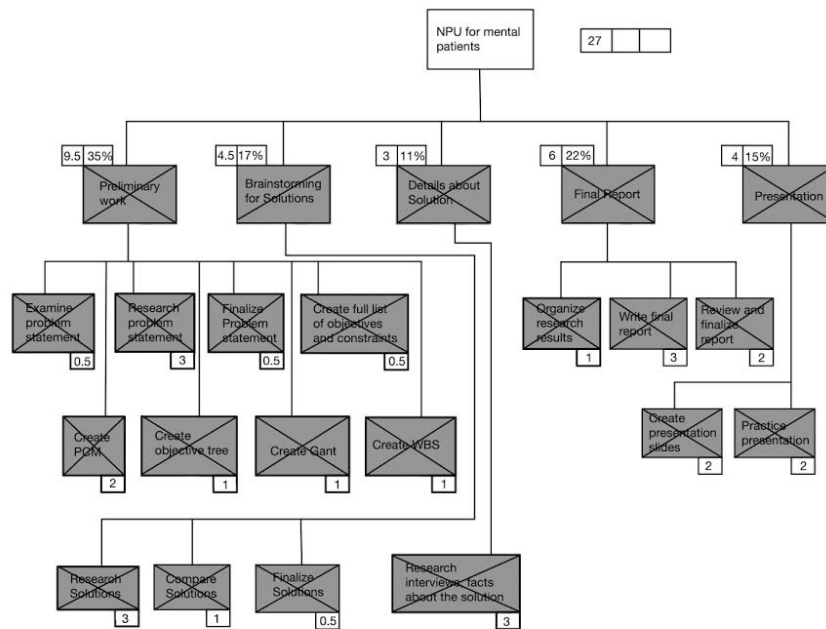 NPU for mental
patients
27
9.5 35%
4.5 17%
3 11%
6 22%
4 15%
Preliminary
work
Brainstorming
for Solutions
Details about
Solution
Final Report
Presentation
Examine
problem
statement
0.5
Research
problem
statement
3
Finalize
Problem
statement
0.5
Create full list
of objectives
and constraints
0.5
Organize
research
results
1
Write final
report
3
Review and
finalize
report
2
Create
PCM
2
Create
objective tree
1
Create Gant
1
Create WBS
1
Create
presentation
slides
2
Practice
presentation
2
Research
Solutions
3
Compare
Solutions
1
Finalize
Solutions
0.5
Research
interviews, facts
about the solution
3